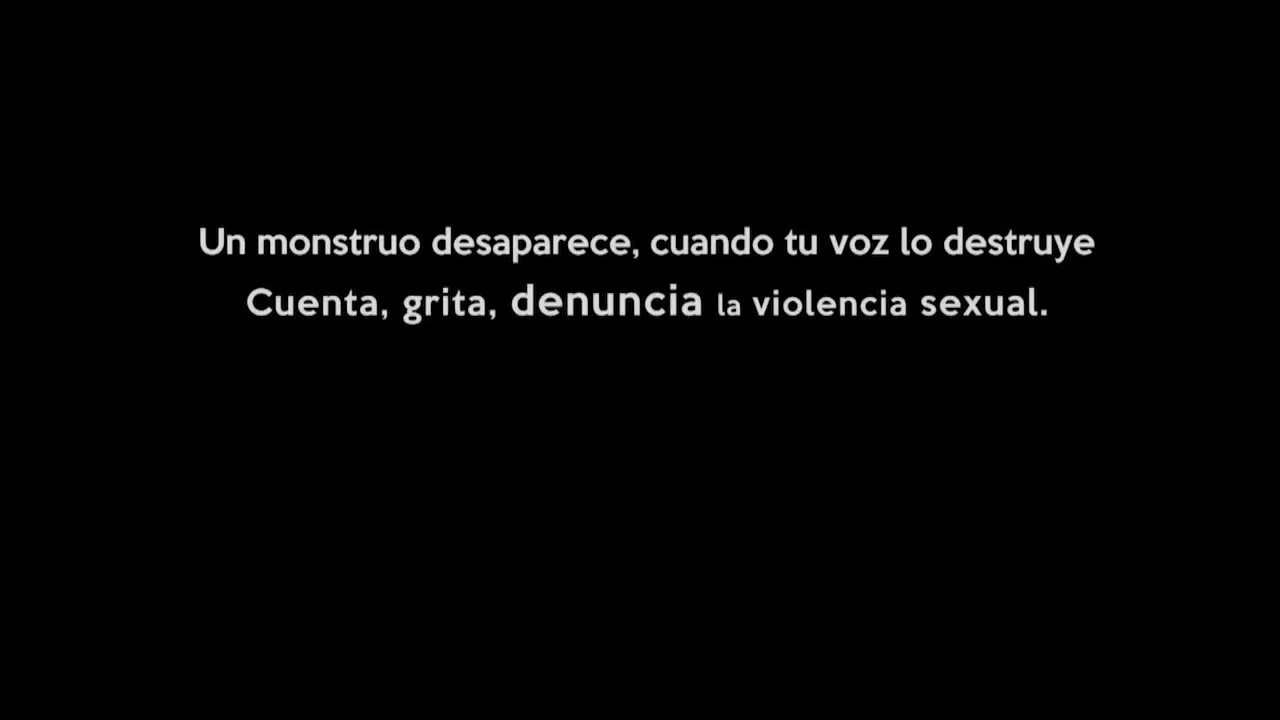 Un monstruo desaparece, cuando tu voz lo destruye
Cuenta, grita, denuncia la violencia sexual.